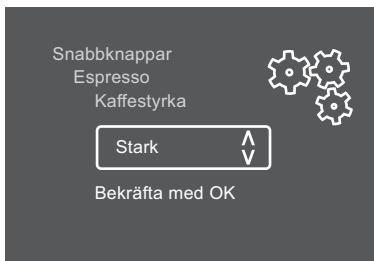 Snabbknappar
Espresso
Kaffestyrka
Stark
Bekräfta med OK